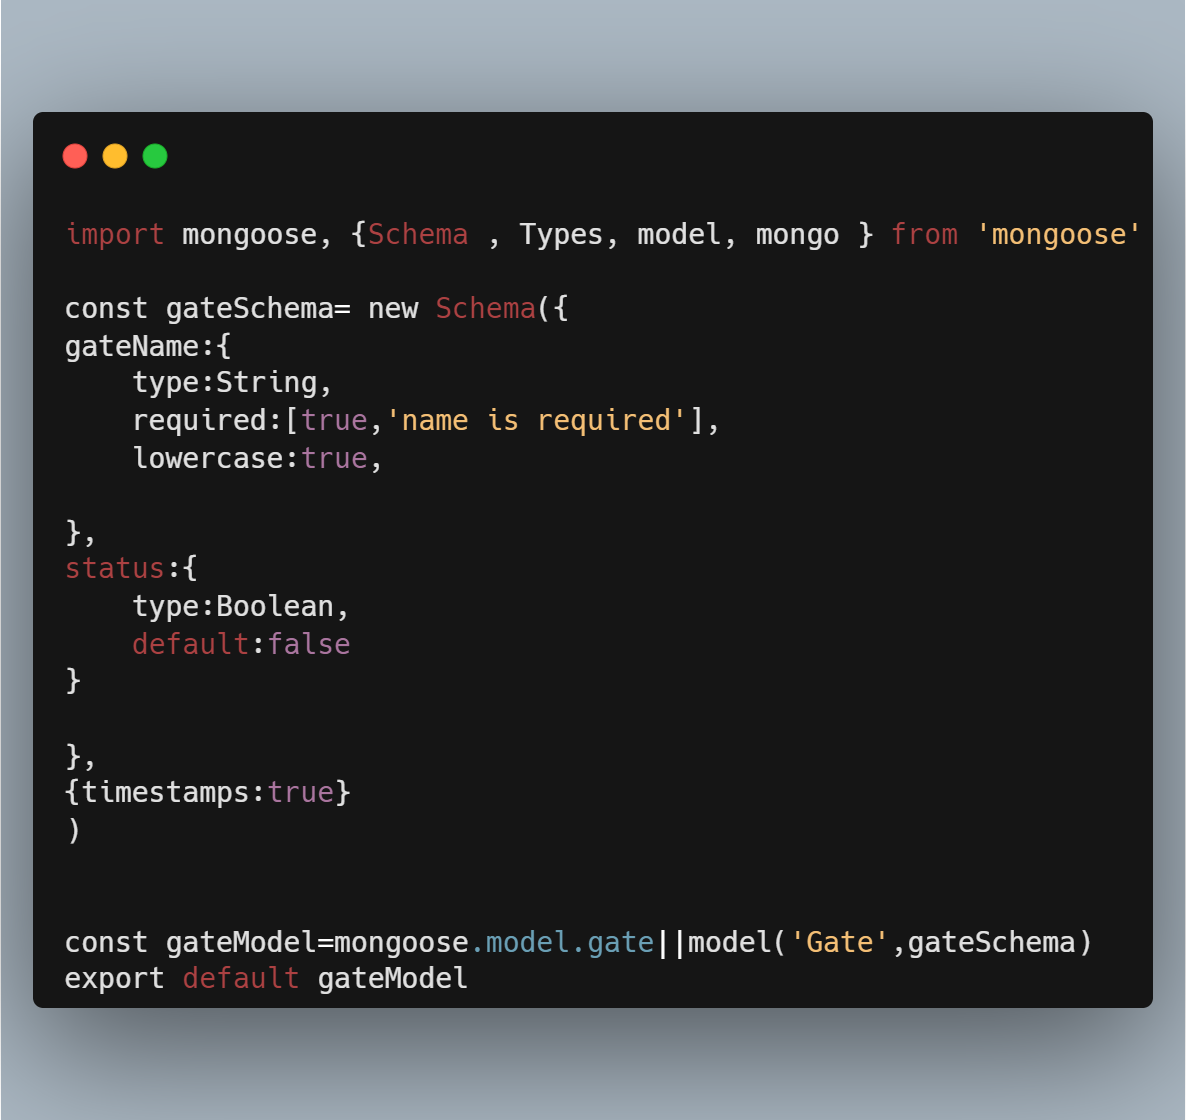 import mongoose, {Schema , Types, model, mongo } from 'mongoose'
const gateSchema= new Schema({
gateName:{
    type:String,
    required:[true,'name is required'],
    lowercase:true,
},
status:{
    type:Boolean,
    default:false
}
},
{timestamps:true}
)
const gateModel=mongoose.model.gate||model('Gate',gateSchema)
export default gateModel